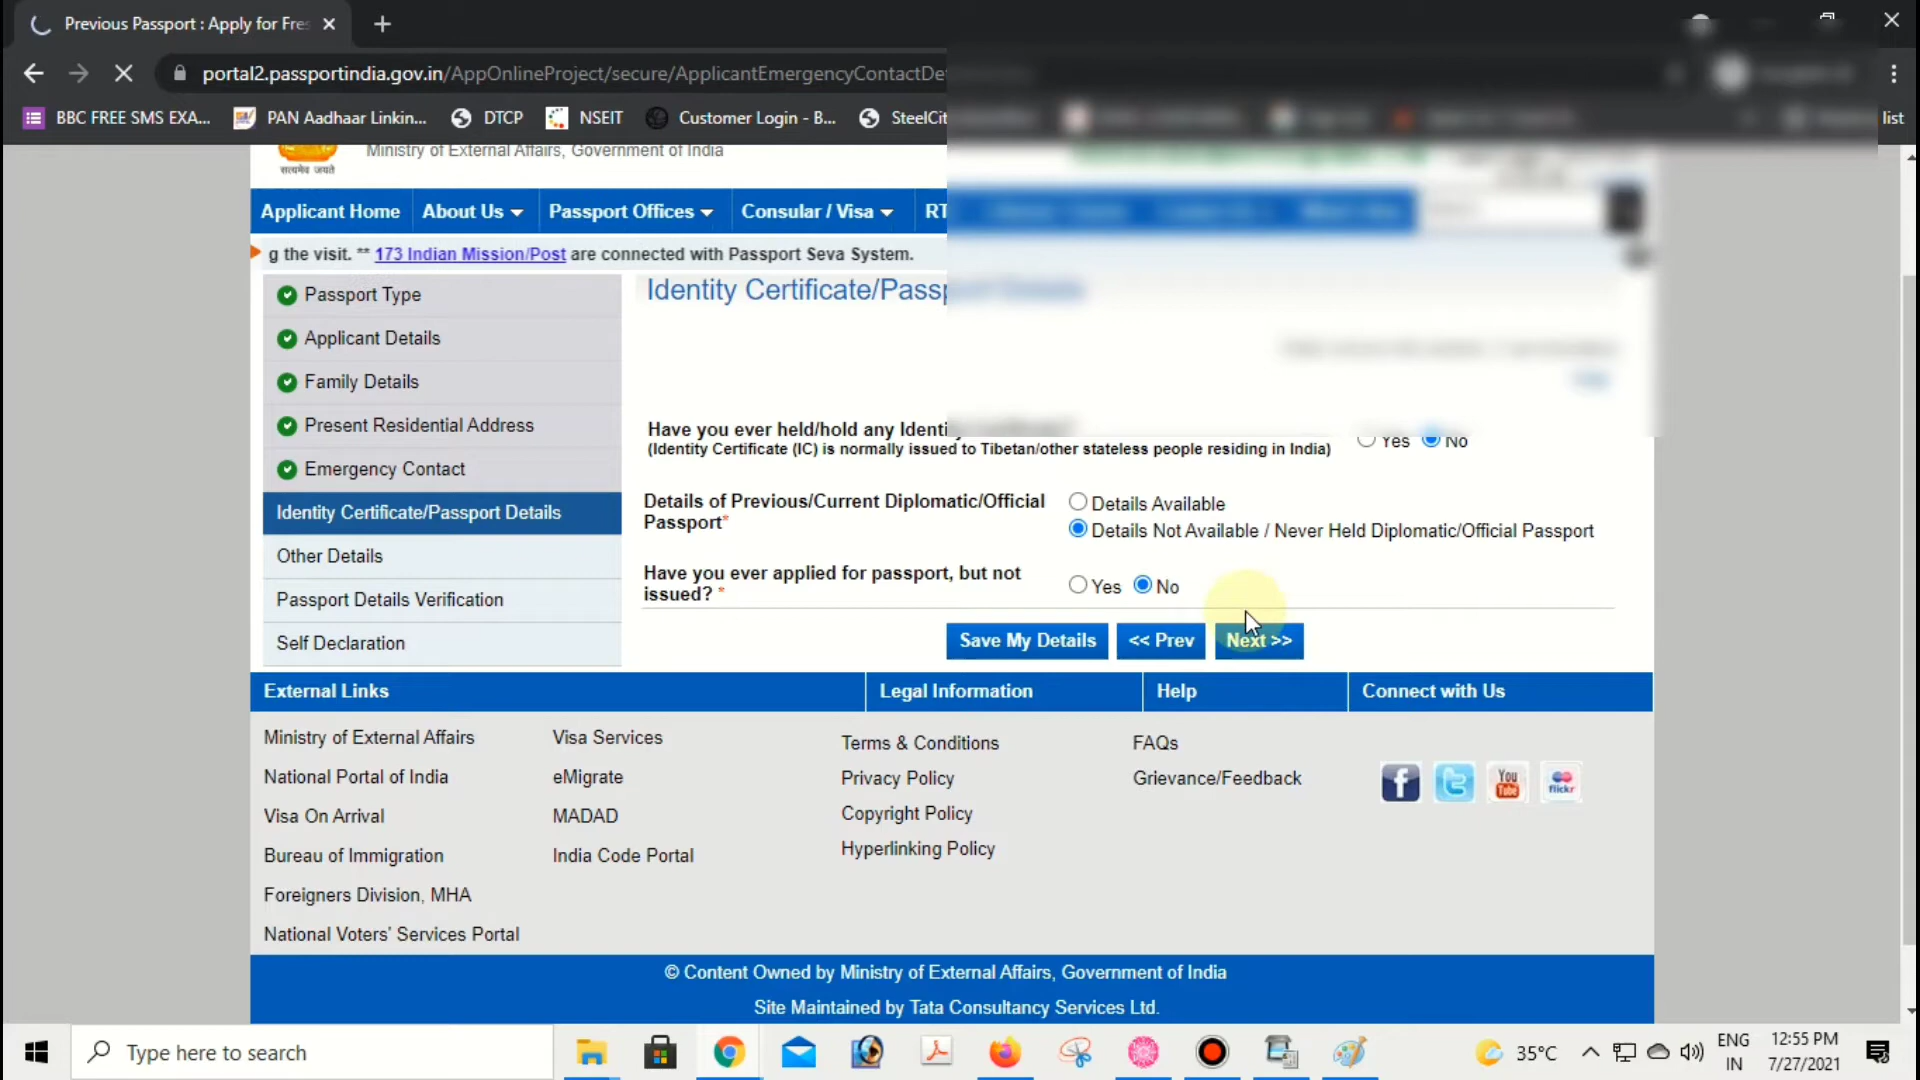 Previous Passport : Apply for Fres
portal2.passportindia.gov.in/AppOnlineProject/secure/ApplicantEmergencyContactDe
BBC FREE SMS EXA... PAN Aadhaar Linkin... DTCP NSEIT Customer Login - B... SteelCit list
सत्यमेव जयते
Ministry of External Affairs, Government of India
Applicant Home About Us Passport Offices Consular / Visa RT
g the visit. ** 173 Indian Mission/Post are connected with Passport Seva System.
Passport Type
Applicant Details
Family Details
Present Residential Address
Emergency Contact
Identity Certificate/Passport Details
Other Details
Passport Details Verification
Self Declaration
Identity Certificate/Passport Details
Have you ever held/hold any Identi
(Identity Certificate (IC) is normally issued to Tibetan/other stateless people residing in India) Yes No
Details of Previous/Current Diplomatic/Official Passport* Details Available
Details Not Available / Never Held Diplomatic/Official Passport
Have you ever applied for passport, but not issued? * Yes No
Save My Details << Prev Next >>
External Links Legal Information Help Connect with Us
Ministry of External Affairs Visa Services Terms & Conditions FAQs
National Portal of India eMigrate Privacy Policy Grievance/Feedback
Visa On Arrival MADAD Copyright Policy
Bureau of Immigration India Code Portal Hyperlinking Policy
Foreigners Division, MHA
National Voters' Services Portal
You Tube flickr
© Content Owned by Ministry of External Affairs, Government of India
Site Maintained by Tata Consultancy Services Ltd.
Type here to search 35°C ENG IN 12:55 PM 7/27/2021